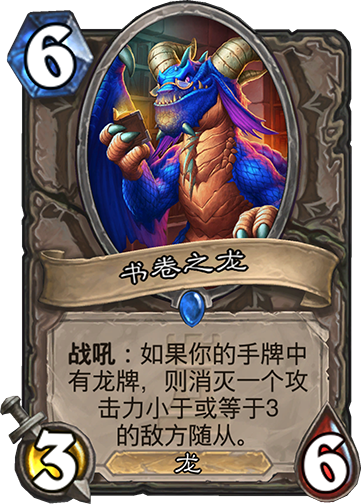 6
书卷之龙
战吼：如果你的手牌中
有龙牌，则消灭一个攻
击力小于或等于3
的敌方随从。
3
龙
6